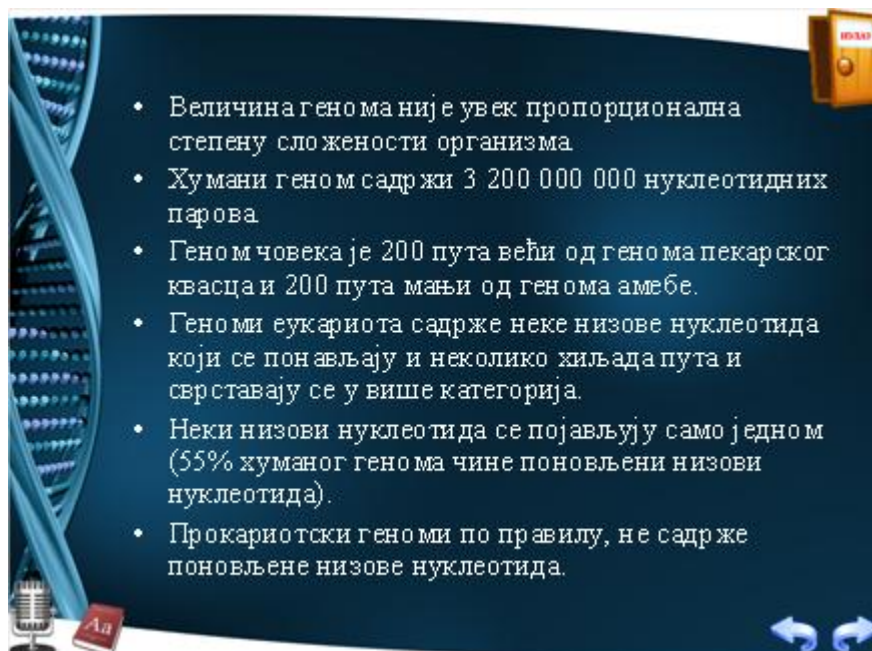 • Величина генома није увек пропорционална
степену сложености организма
• Хумани геном садржи 3 200 000 000 нуклеотидних
парова
• Геном човека је 200 пута већи од генома пекарског
квасца и 200 пута мањи од генома амебе.
• Геноми еукариота садрже неке низове нуклеотида
који се понављају и неколико хиљада пута и
сврставају се у више категорија.
• Неки низови нуклеотида се појављују само једном
(55% хуманог генома чине поновљени низови
нуклеотида).
• Прокариотски геноми по правилу, не садрже
поновљене низове нуклеотида.
Aa